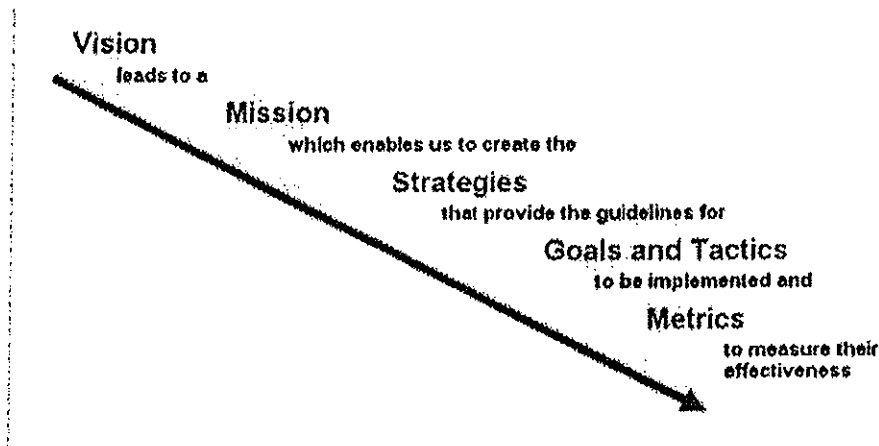 Vision
leads to a
Mission
which enables us to create the
Strategies
that provide the guidelines for
Goals and Tactics
to be implemented and
Metrics
to measure their
effectiveness